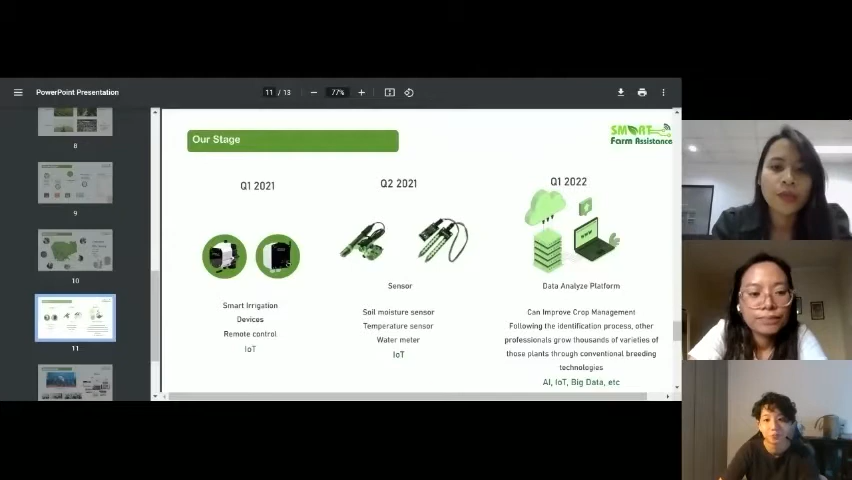 PowerPoint Presentation
11 / 13
77%
8
9
10
11
Our Stage
SMART
Farm Assistance
Q1 2021
Q2 2021
Q1 2022
WWW
Sensor
Data Analyze Platform
Smart Irrigation
Devices
Remote control
IoT
Soil moisture sensor
Temperature sensor
Water meter
IoT
Can Improve Crop Management
Following the identification process, other
professionals grow thousands of varieties of
those plants through conventional breeding
technologies
AI, IoT, Big Data, etc